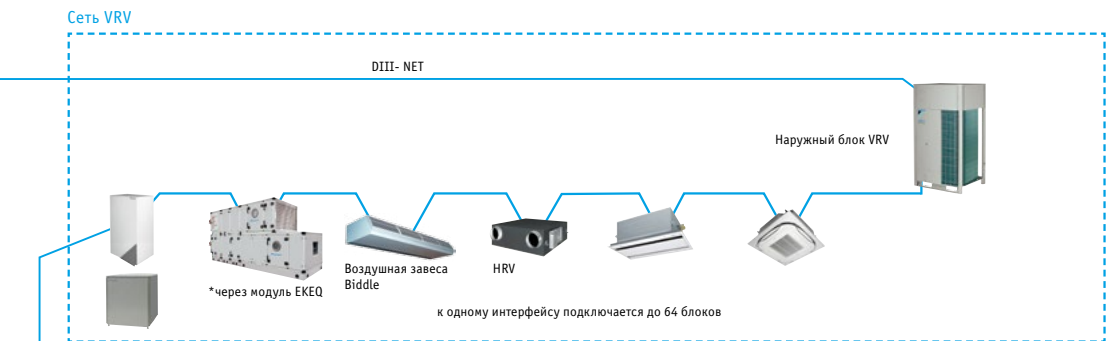 Сеть VRV
DIII- NET
Наружный блок VRV
Воздушная завеса
Biddle
HRV
*через модуль EKEQ
к одному интерфейсу подключается до 64 блоков